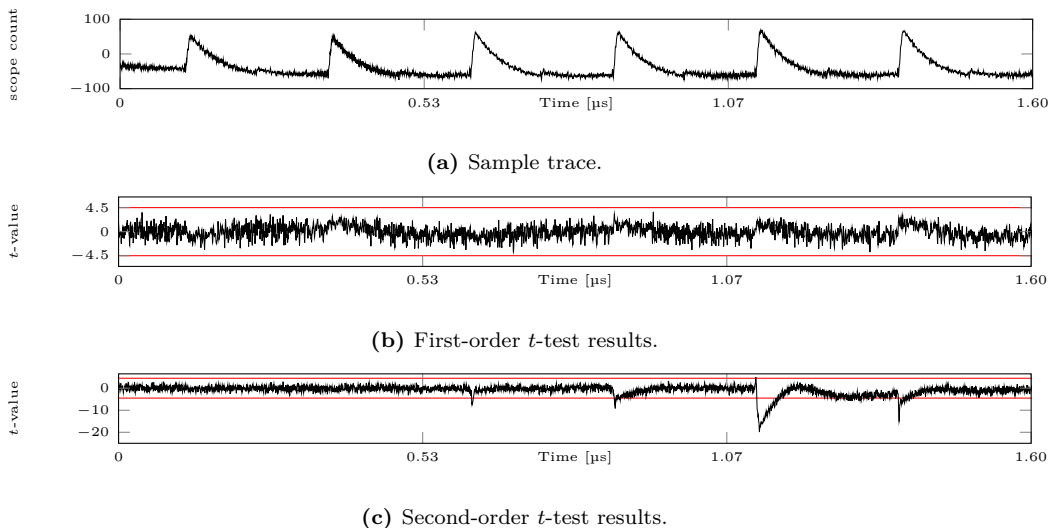 scope count
100
0
−100
0
0.53
Time [µs]
1.07
1.60
(a) Sample trace.
t-value
4.5
0
−4.5
0
0.53
Time [µs]
1.07
1.60
(b) First-order t-test results.
t-value
0
−10
−20
0
0.53
Time [µs]
1.07
1.60
(c) Second-order t-test results.